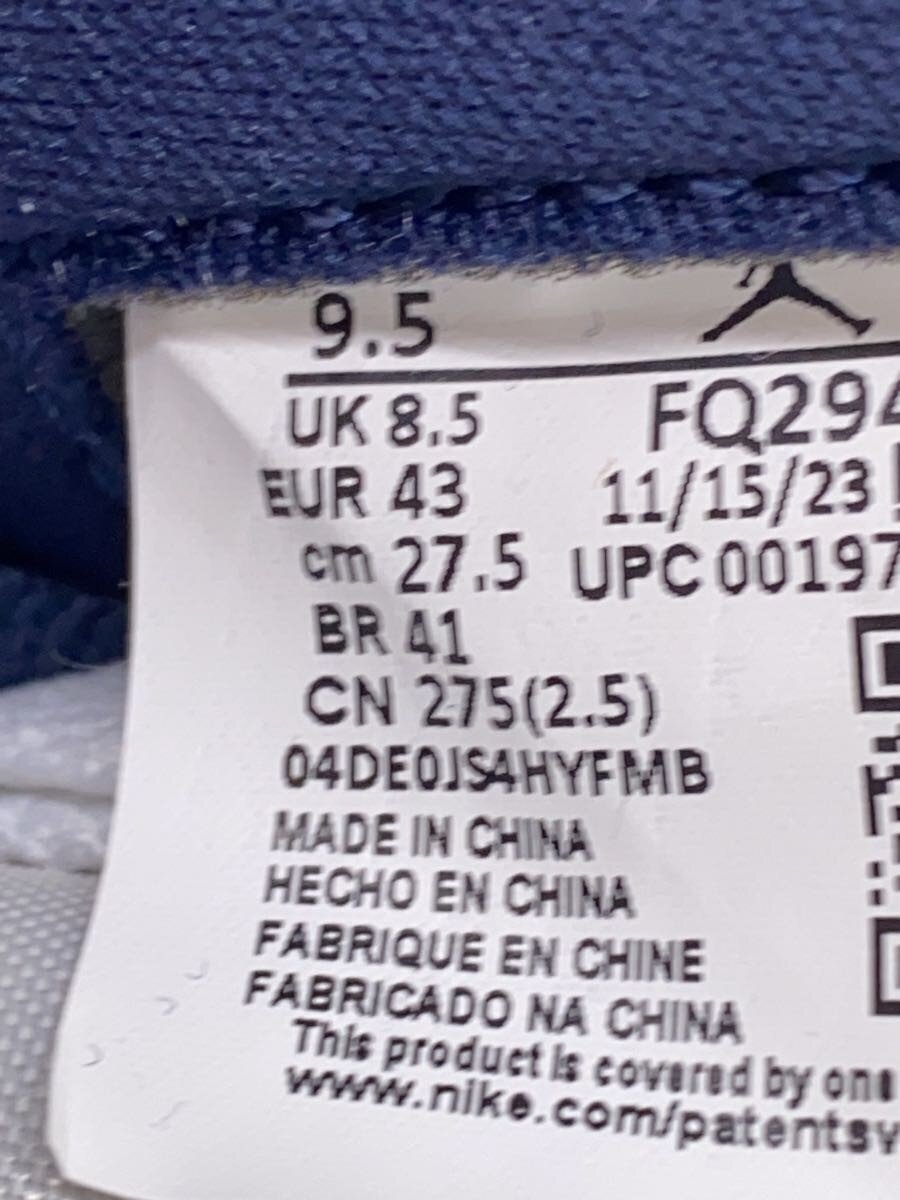 9.5
UK 8.5
FQ294
EUR 43
11/15/23
cm 27.5
UPC 00197
BR 41
CN 275(2.5)
04DE0JS4HYFMB
MADE IN CHINA
HECHO EN CHINA
FABRIQUE EN CHINE
FABRICADO NA CHINA
This product is covered by one
www.nike.com/patents